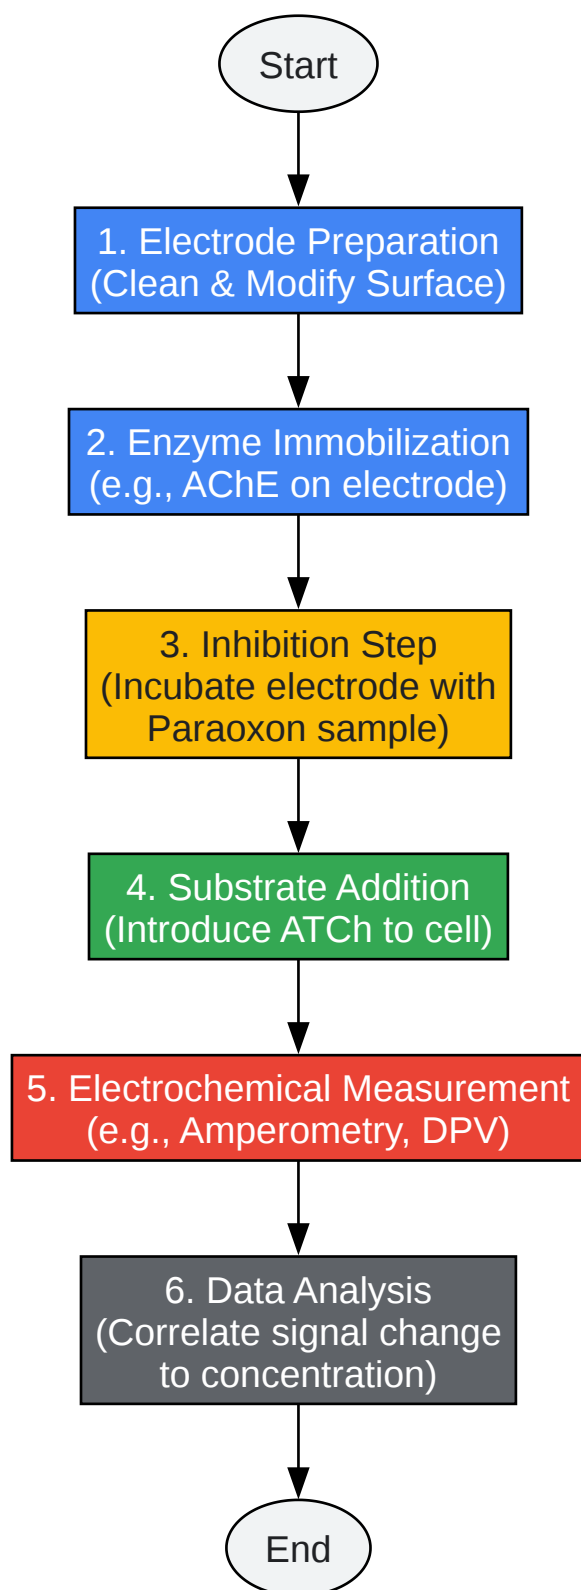 Start
1. Electrode Preparation
(Clean & Modify Surface)
2. Enzyme Immobilization
(e.g., AChE on electrode)
3. Inhibition Step
(Incubate electrode with
Paraoxon sample)
4. Substrate Addition
(Introduce ATCh to cell)
5. Electrochemical Measurement
(e.g., Amperometry, DPV)
6. Data Analysis
(Correlate signal change
to concentration)
End